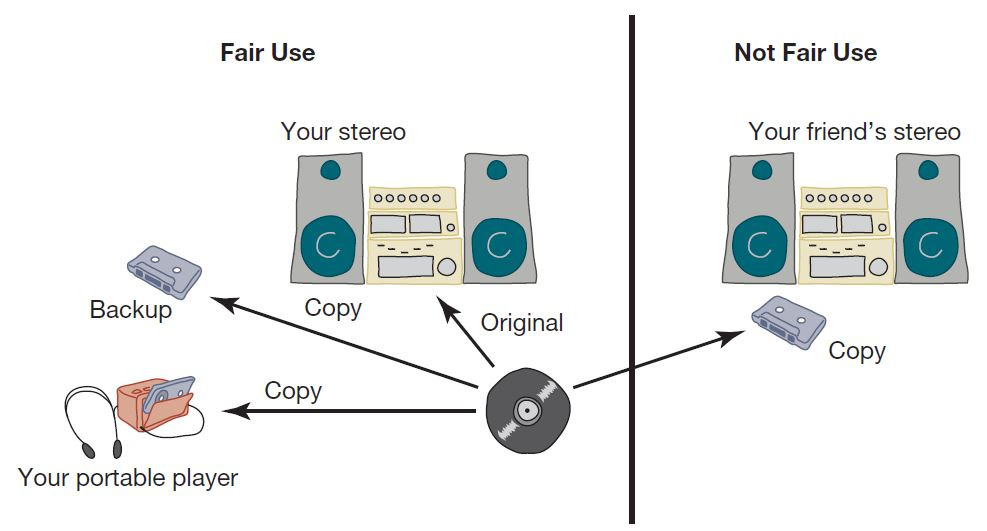 Fair Use
Not Fair Use
Your stereo
Your friend's stereo
Backup
Copy
Original
Copy
Copy
Your portable player